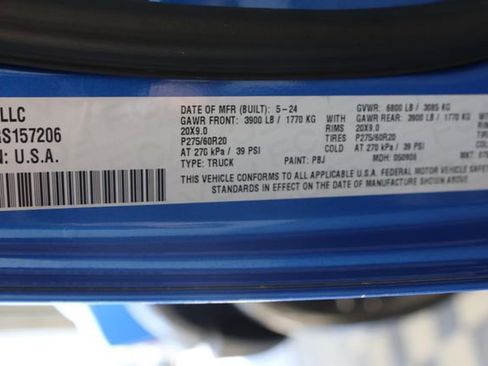 LLC
S157206
N: U.S.A.
DATE OF MFR (BUILT): 5-24 GVWR: 6800 LB / 3085 KG
GAWR FRONT: 3900 LB / 1770 KG WITH GAWR REAR: 3900 LB / 1770 KG WITH
20X9.0 RIMS 20X9.0
P275/60R20 TIRES P275/60R20
AT 270 kPa / 39 PSI COLD AT 270 kPa / 39 PSI
TYPE: TRUCK PAINT: PBJ MDH: 050906 MKT:
THIS VEHICLE CONFORMS TO ALL APPLICABLE U.S.A. FEDERAL MOTOR VEHICLE
STANDARDS IN EFFECT ON THE DATE OF MANUFACTURE SHOWN ABOVE.